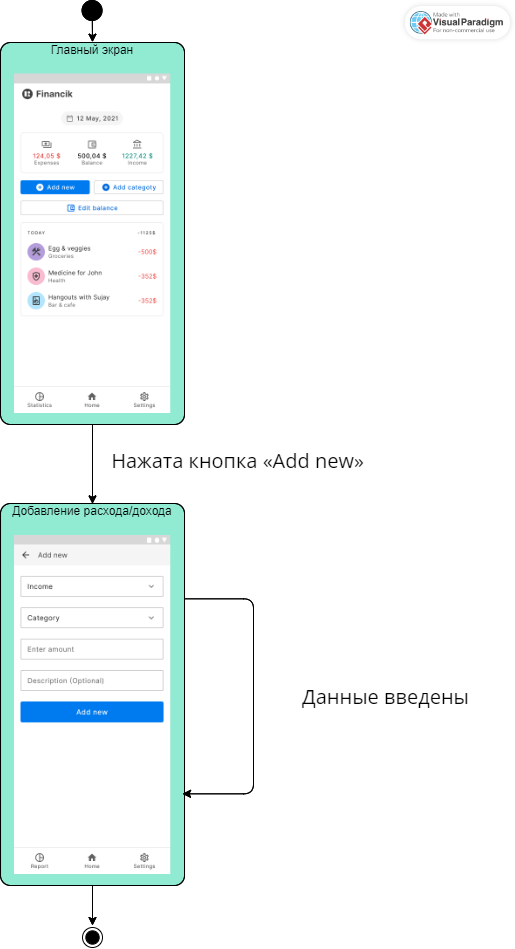 Made with
VisualParadigm
For non-commercial use
Главный экран
Financik
12 May, 2021
124,05 $ 500,04 $ 1227,42 $
Expenses Balance Income
Add new Add categoty
Edit balance
TODAY -1125$
Egg & veggies
Groceries
-500$
Medicine for John
Health
-352$
Hangouts with Sujay
Bar & cafe
-352$
Statistics Home Settings
Нажата кнопка «Add new»
Добавление расхода/дохода
Add new
Income
Category
Enter amount
Description (Optional)
Add new
Данные введены
Report Home Settings